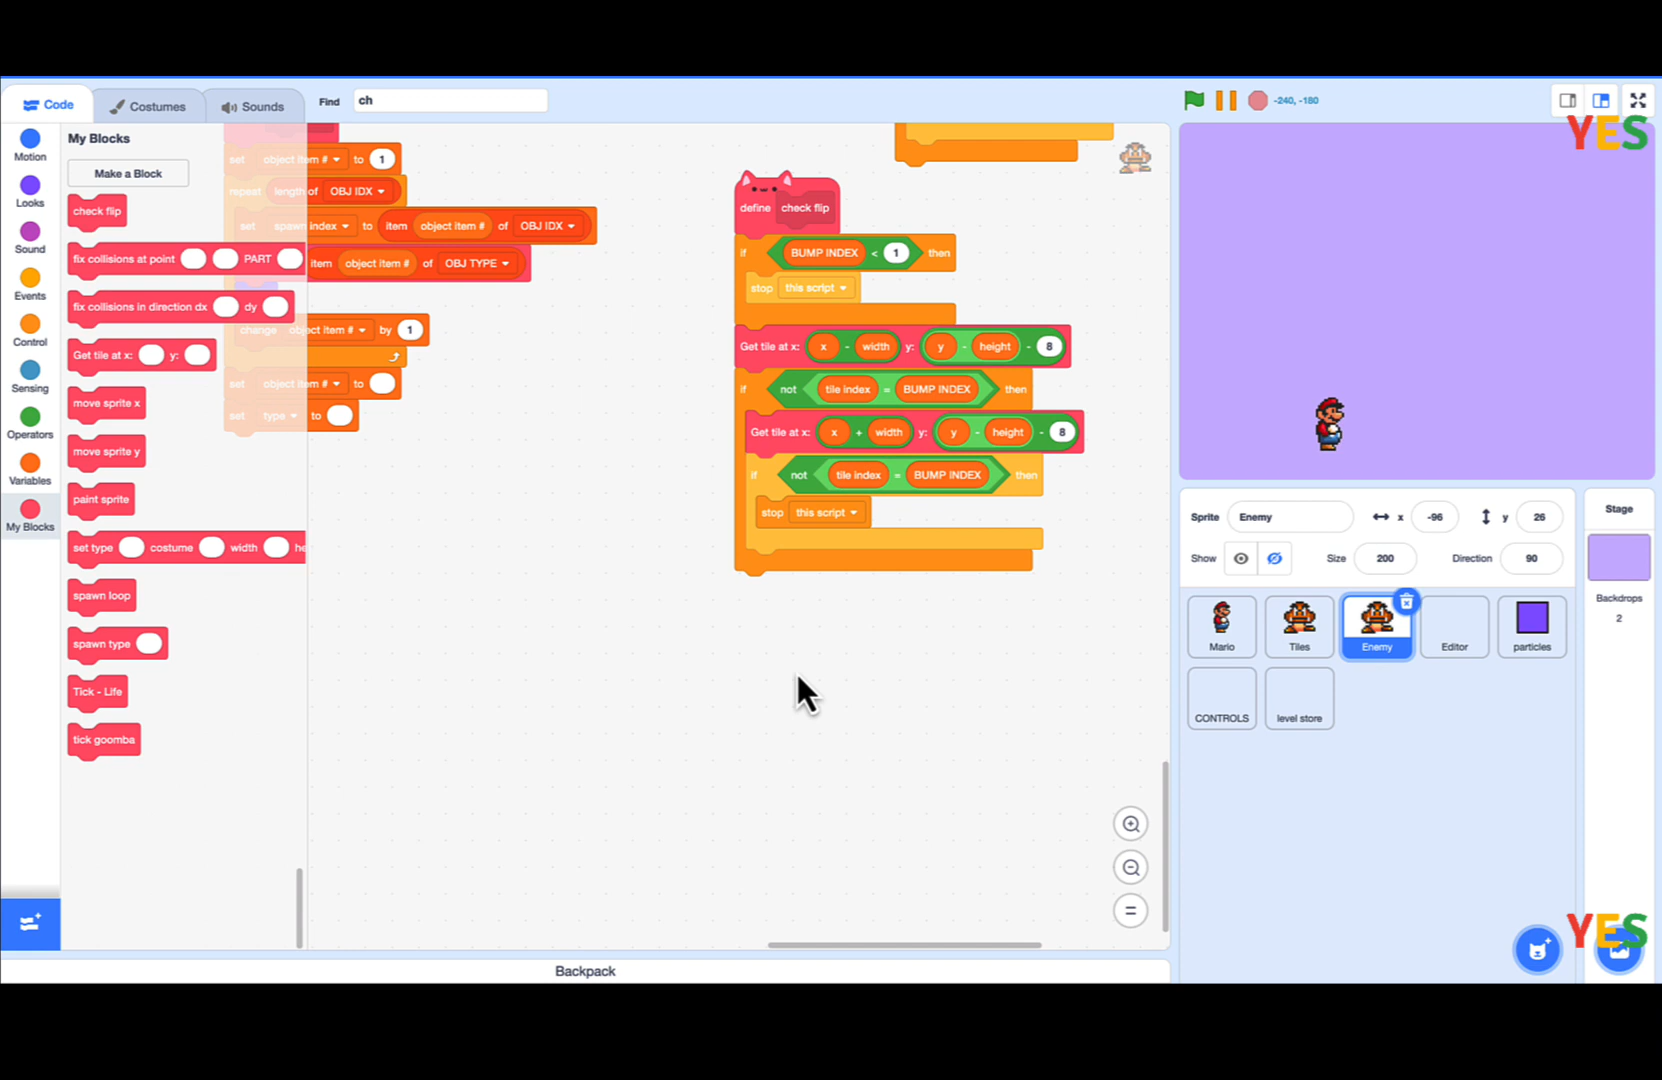 Code
Costumes
Sounds
Find
ch
-240, -180
YES
Motion
Looks
Sound
Events
Control
Sensing
Operators
Variables
My Blocks
My Blocks
Make a Block
check flip
fix collisions at point PART
fix collisions in direction dx dy
Get tile at x: y:
move sprite x
move sprite y
paint sprite
set type costume width he
spawn loop
spawn type
Tick - Life
tick goomba
set object item # to 1
repeat length of OBJ IDX
set spawn index to item object item # of OBJ IDX
item object item # of OBJ TYPE
change object item # by 1
set object item # to
set type to
define check flip
if BUMP INDEX < 1 then
stop this script
Get tile at x: x - width y: y - height - 8
if not tile index = BUMP INDEX then
Get tile at x: x + width y: y - height - 8
if not tile index = BUMP INDEX then
stop this script
Backpack
Sprite Enemy x -96 y 26
Show Size 200 Direction 90
Mario
Tiles
Enemy
Editor
particles
CONTROLS
level store
Stage
Backdrops
2
YES